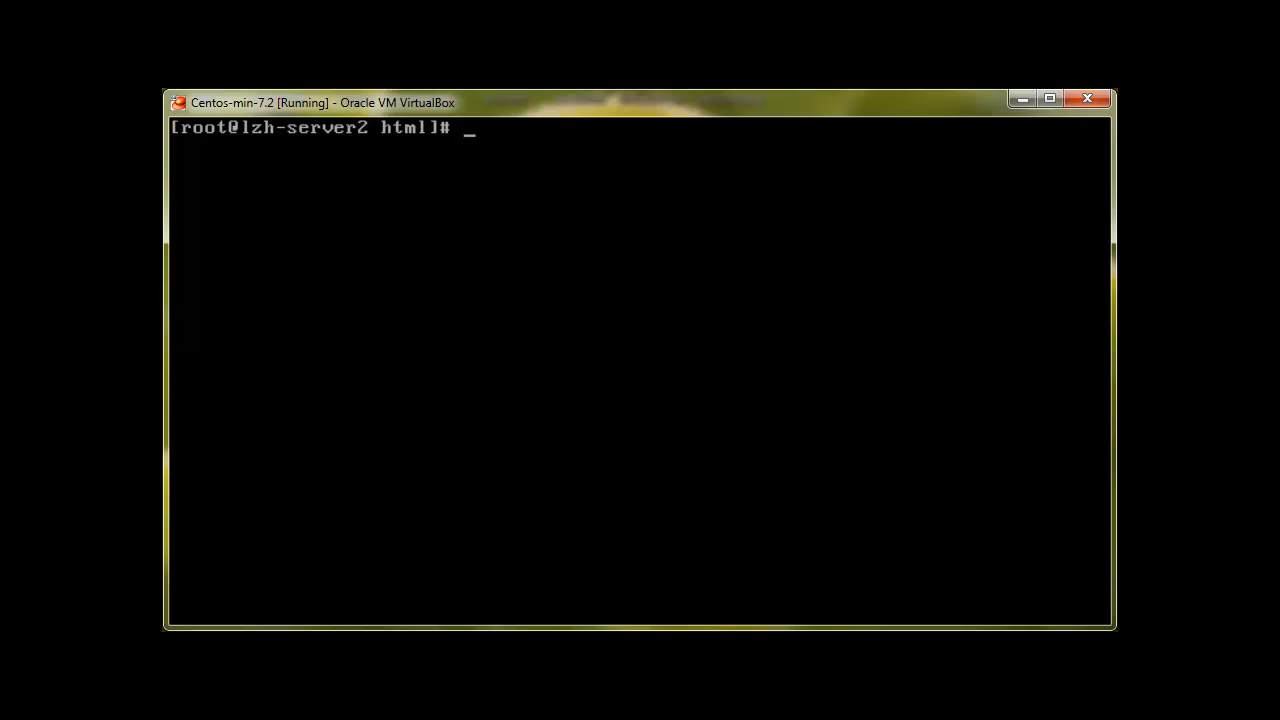 Centos-min-7.2 [Running] - Oracle VM VirtualBox
[root@lzh-server2 html]# _